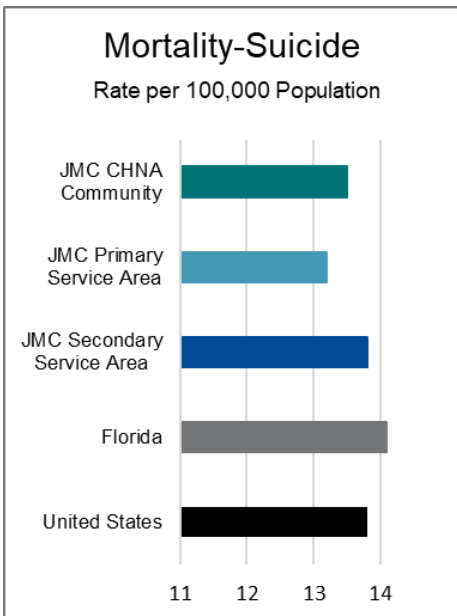 Mortality-Suicide
Rate per 100,000 Population
JMC CHNA
Community
JMC Primary
Service Area
JMC Secondary
Service Area
Florida
United States
11 12 13 14